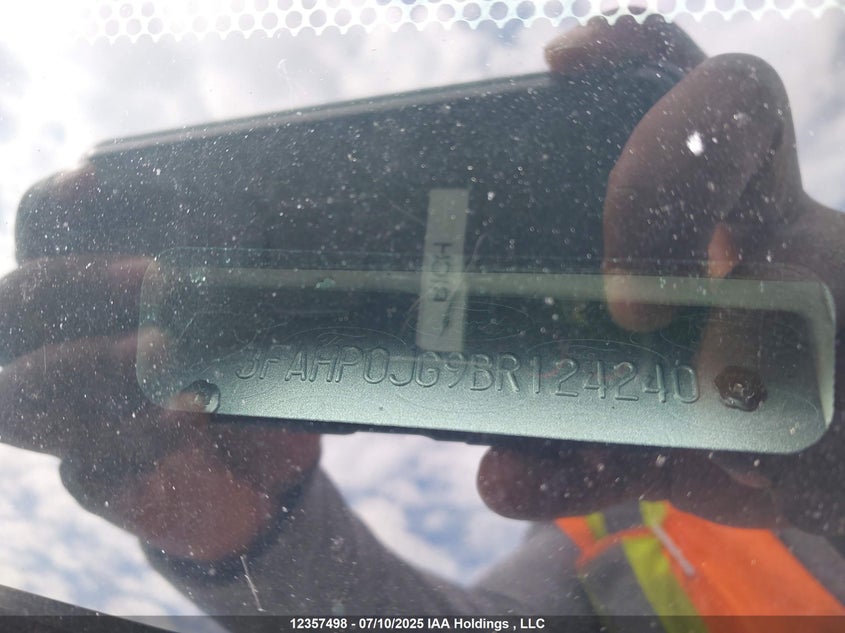 3FAHP0JG9BR124240
12357498 - 07/10/2025 IAA Holdings , LLC